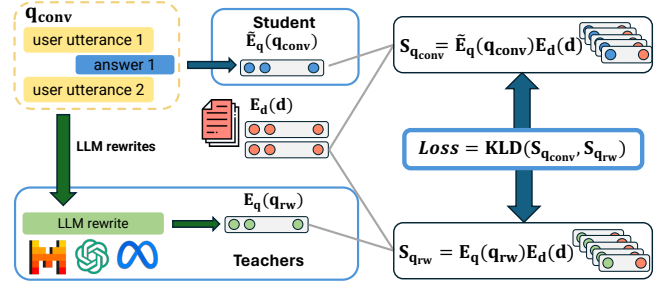 q_conv
user utterance 1
answer 1
user utterance 2
Student
Ẽ_q(q_conv)
E_d(d)
LLM rewrites
LLM rewrite
E_q(q_rw)
Teachers
S_q_conv = Ẽ_q(q_conv)E_d(d)
Loss = KLD(S_q_conv, S_q_rw)
S_q_rw = E_q(q_rw)E_d(d)